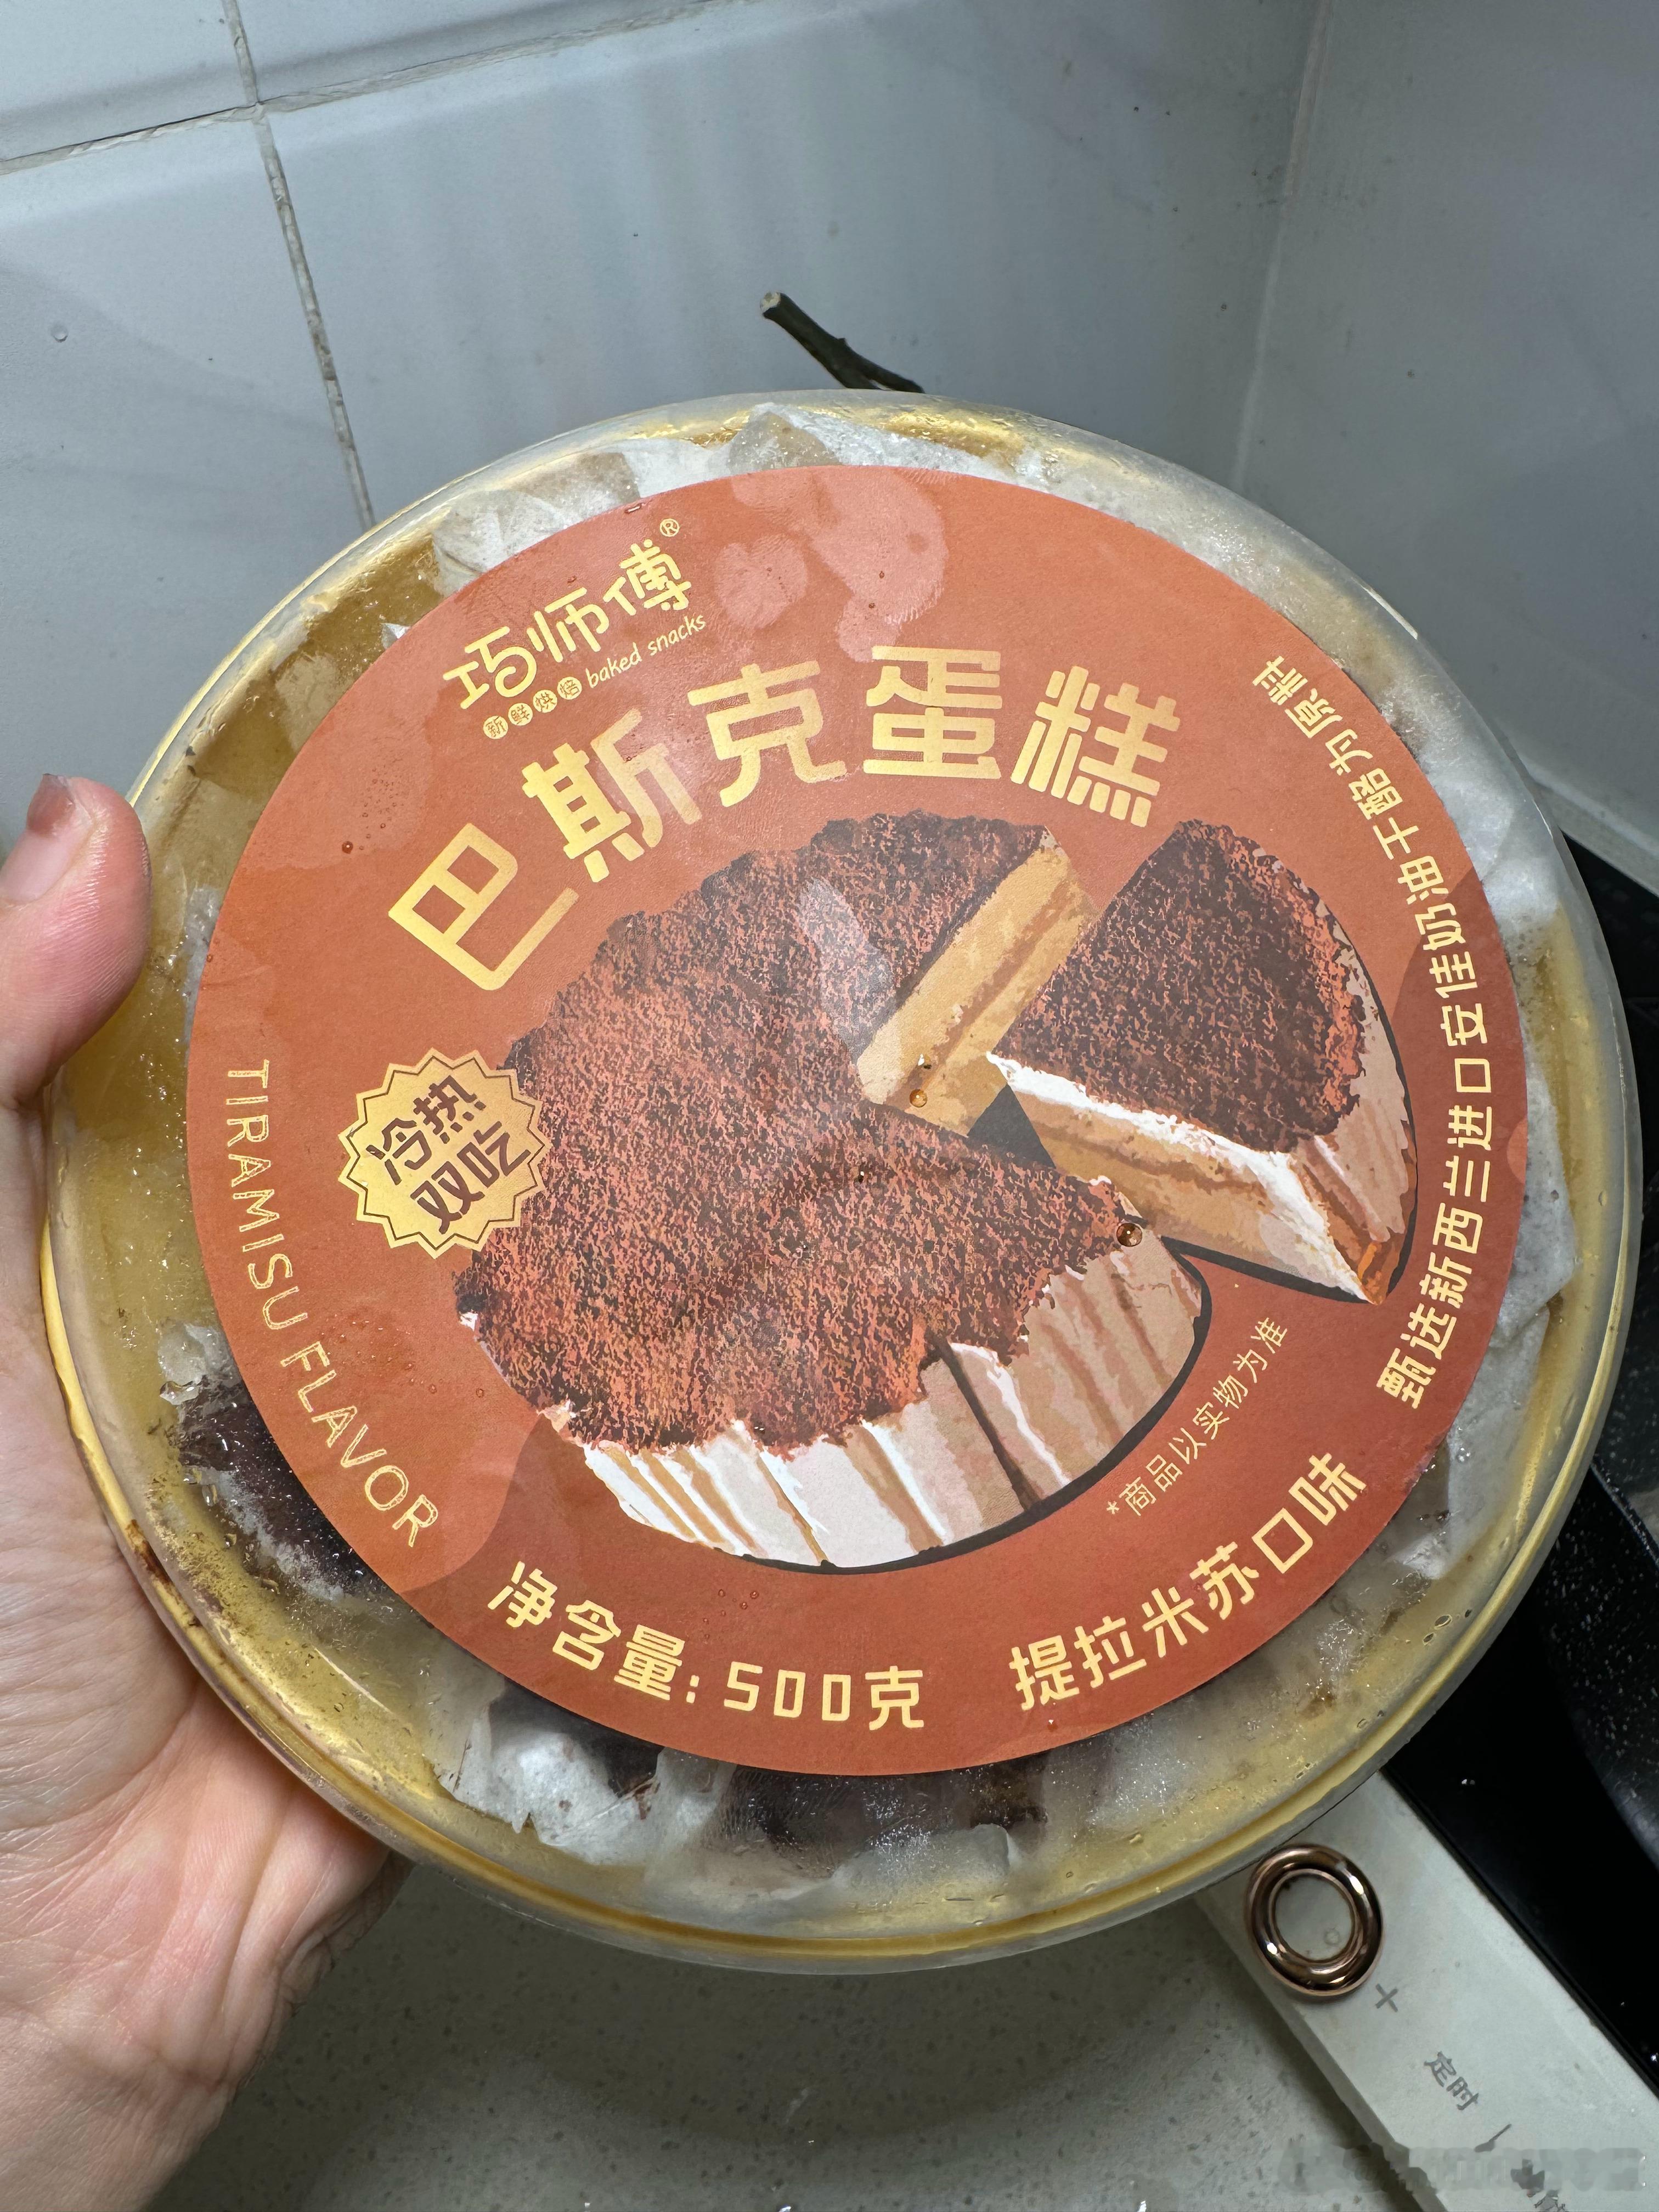 巧师傅®
新鲜烘焙 baked snacks
巴斯克蛋糕
甄选新西兰进口安佳奶油干酪为原料
冷热
双吃
TIRAMISU FLAVOR
*商品以实物为准
净含量:500克
提拉米苏口味
+
定时